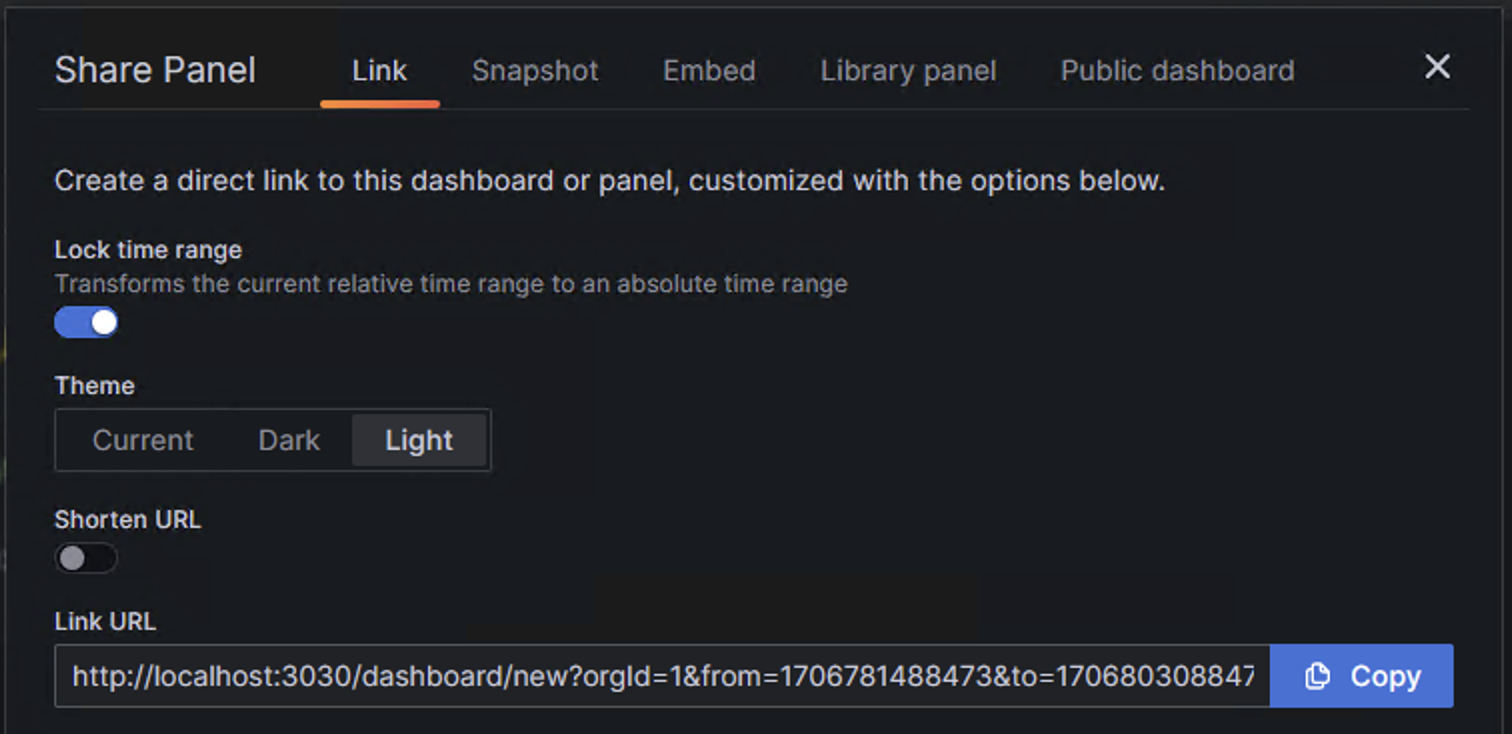 Share Panel Link Snapshot Embed Library panel Public dashboard
Create a direct link to this dashboard or panel, customized with the options below.
Lock time range
Transforms the current relative time range to an absolute time range
Theme
Current Dark Light
Shorten URL
Link URL
http://localhost:3030/dashboard/new?orgId=1&from=1706781488473&to=170680308847 Copy